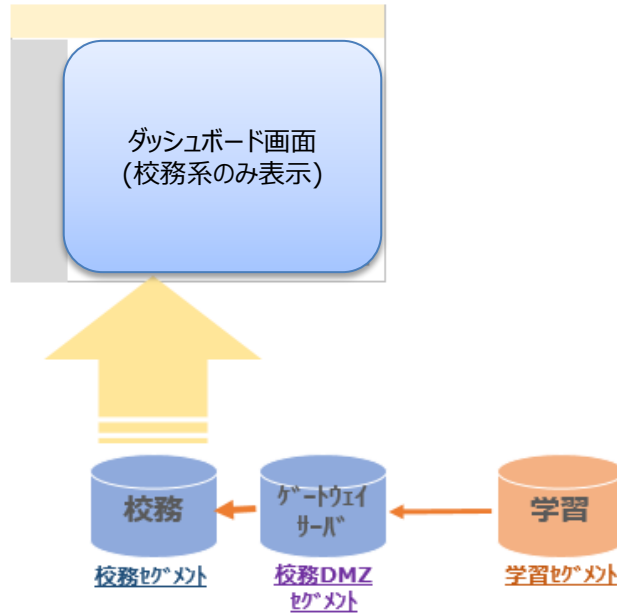 ダッシュボード画面
(校務系のみ表示)
校務
ｹﾞｰﾄｳｪｲ
ｻｰﾊﾞ
学習
校務ｾｸﾞﾒﾝﾄ
校務DMZ
ｾｸﾞﾒﾝﾄ
学習ｾｸﾞﾒﾝﾄ